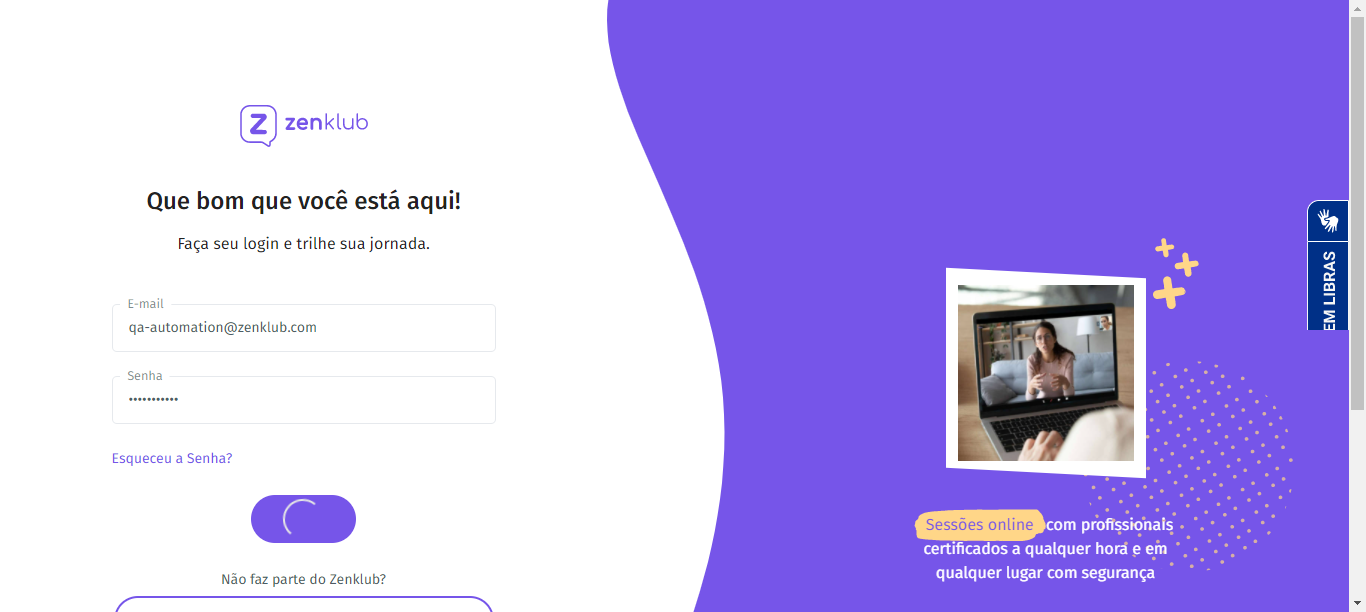 zenklub
Que bom que você está aqui!
Faça seu login e trilhe sua jornada.
E-mail
qa-automation@zenklub.com
Senha
•••••••••••
Esqueceu a Senha?
Não faz parte do Zenklub?
EM LIBRAS
Sessões online com profissionais
certificados a qualquer hora e em
qualquer lugar com segurança